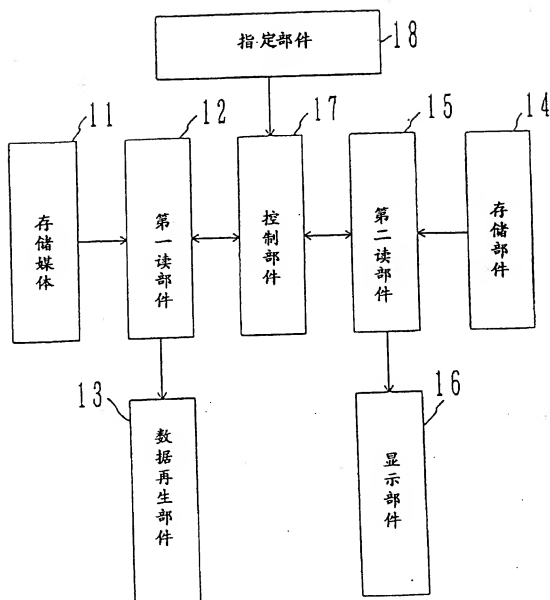 指定部件
18
11
12
17
15
14
存储媒体
第一读部件
控制部件
第二读部件
存储部件
13
16
数据再生部件
显示部件